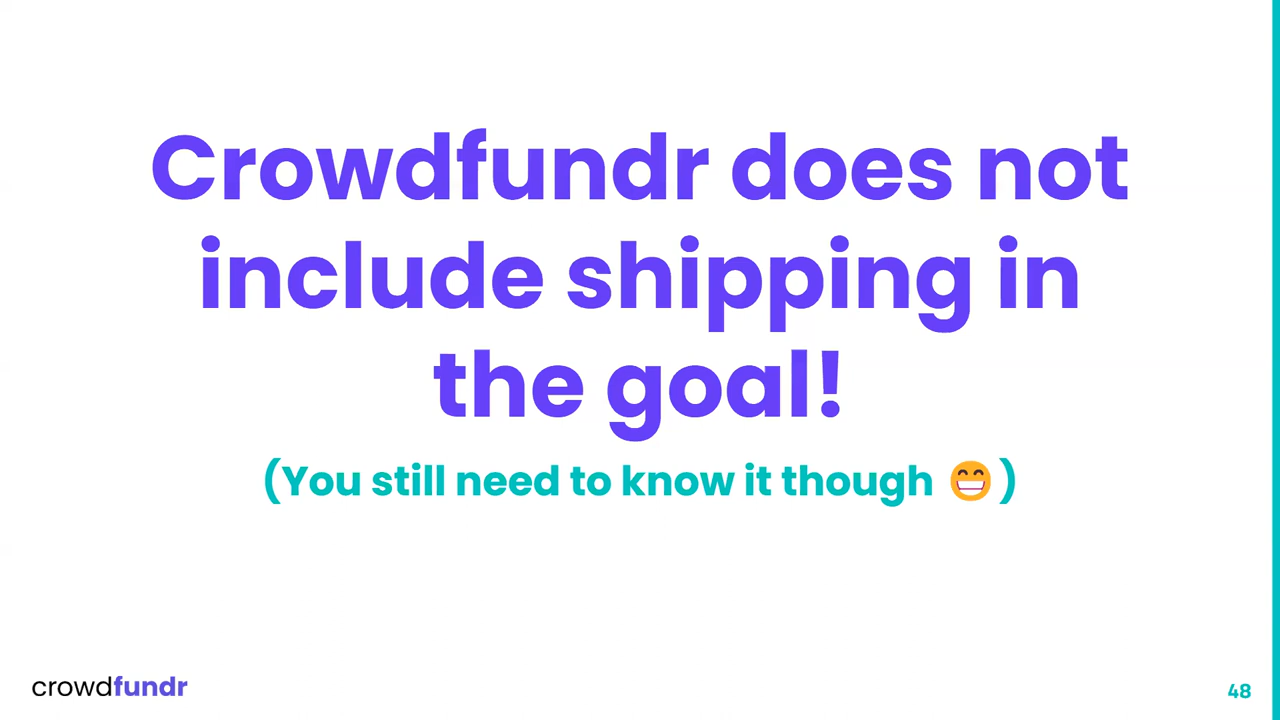 Crowdfundr does not
include shipping in
the goal!
(You still need to know it though 😁)
crowdfundr
48